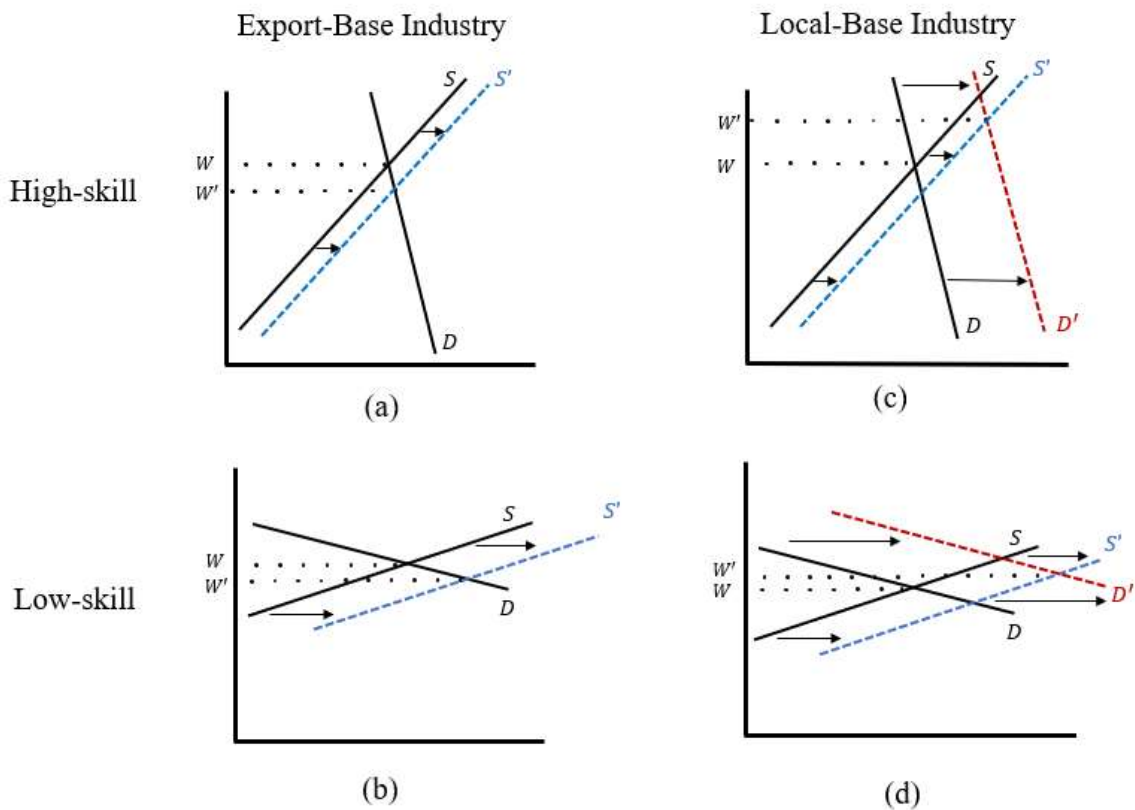 Export-Base Industry
Local-Base Industry
High-skill
S
S'
W
W'
D
(a)
S
S'
W'
W
D
D'
(c)
Low-skill
S
S'
W
W'
D
(b)
S
S'
W'
W
D
D'
(d)